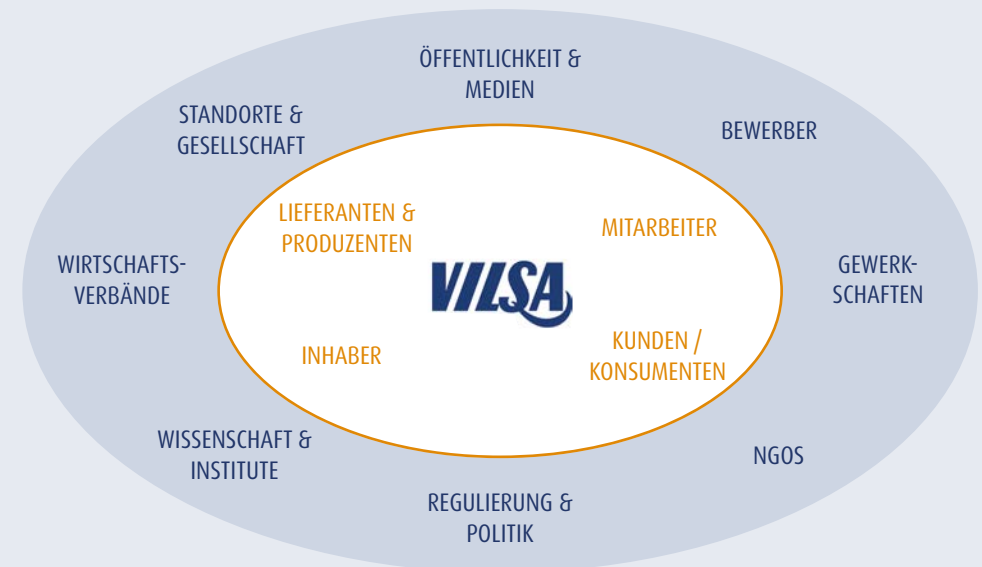 ÖFFENTLICHKEIT &
MEDIEN
STANDORTE &
GESELLSCHAFT
BEWERBER
LIEFERANTEN &
PRODUZENTEN
MITARBEITER
WIRTSCHAFTS-
VERBÄNDE
VILSA
GEWERK-
SCHAFTEN
INHABER
KUNDEN /
KONSUMENTEN
WISSENSCHAFT &
INSTITUTE
NGOS
REGULIERUNG &
POLITIK